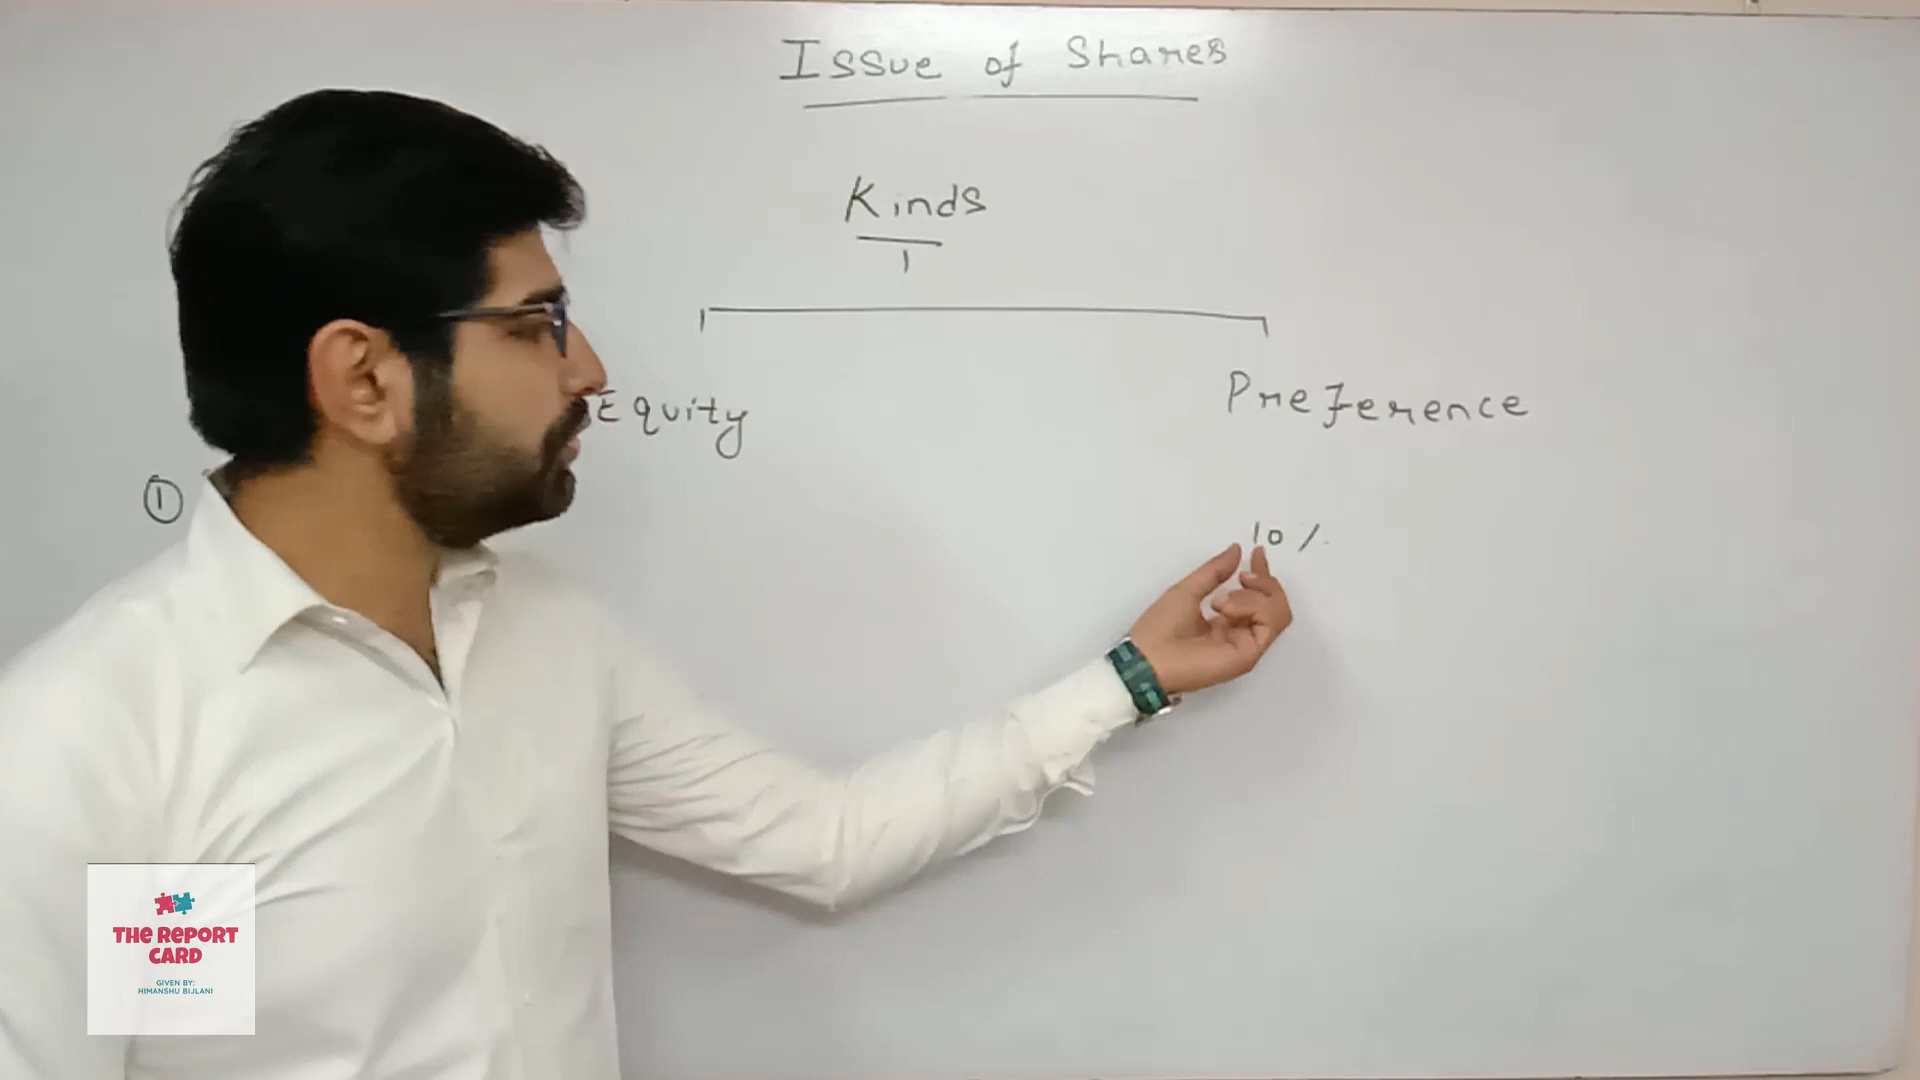 Issue of Shares
Kinds
Equity
Preference
①
10 %
THE REPORT
CARD
GIVEN BY:
HIMANSHU BIJLANI